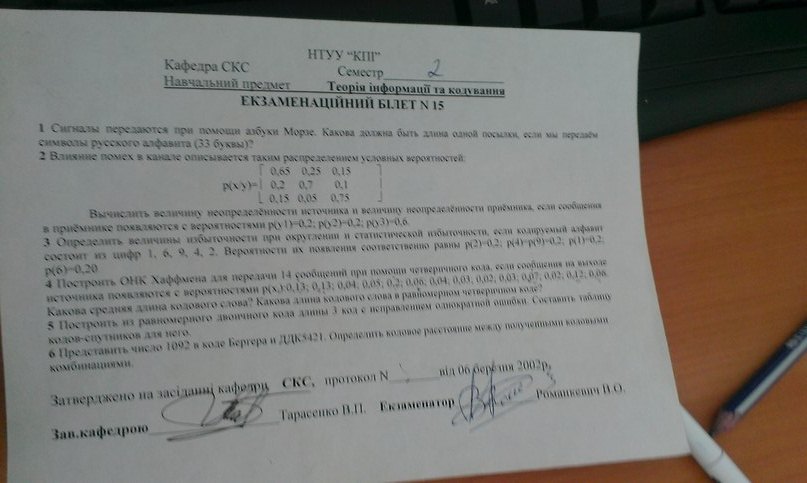 НТУУ "КПІ"
Кафедра СКС Семестр 2
Навчальний предмет Теорія інформації та кодування
ЕКЗАМЕНАЦІЙНИЙ БІЛЕТ N 15
1 Сигналы передаются при помощи азбуки Морзе. Какова должна быть длина одной посылки, если мы передаём
символы русского алфавита (33 буквы)?
2 Влияние помех в канале описывается таким распределением условных вероятностей:
0,65 0,25 0,15
p(x/y)= 0,2 0,7 0,1
0,15 0,05 0,75
Вычислить величину неопределённости источника и величину неопределённости приёмника, если сообщения
в приёмнике появляются с вероятностями p(y1)=0,2; p(y2)=0,2; p(y3)=0,6.
3 Определить величины избыточности при округлении и статистической избыточности, если кодируемый алфавит
состоит из цифр 1, 6, 9, 4, 2. Вероятности их появления соответственно равны p(2)=0,2; p(4)=p(9)=0,2; p(1)=0,2;
p(6)=0,20
4 Построить ОНК Хаффмена для передачи 14 сообщений при помощи четверичного кода, если сообщения на выходе
источника появляются с вероятностями p(xi)=0,13; 0,13; 0,04; 0,05; 0,2; 0,06; 0,04; 0,03; 0,02; 0,03; 0,07; 0,02; 0,12; 0,06.
Какова средняя длина кодового слова? Какова длина кодового слова в равномерном четверичном коде?
5 Построить из равномерного двоичного кода длины 3 код с исправлением однократной ошибки. Составить таблицу
кодов-спутников для него.
6 Представить число 1092 в коде Бергера и ДДК5421. Определить кодовое расстояние между полученными кодовыми
комбинациями.
Затверджено на засіданні кафедри СКС, протокол N від 06 березня 2002р.
Зав.кафедрою Тарасенко В.П. Екзаменатор Романкевич В.О.